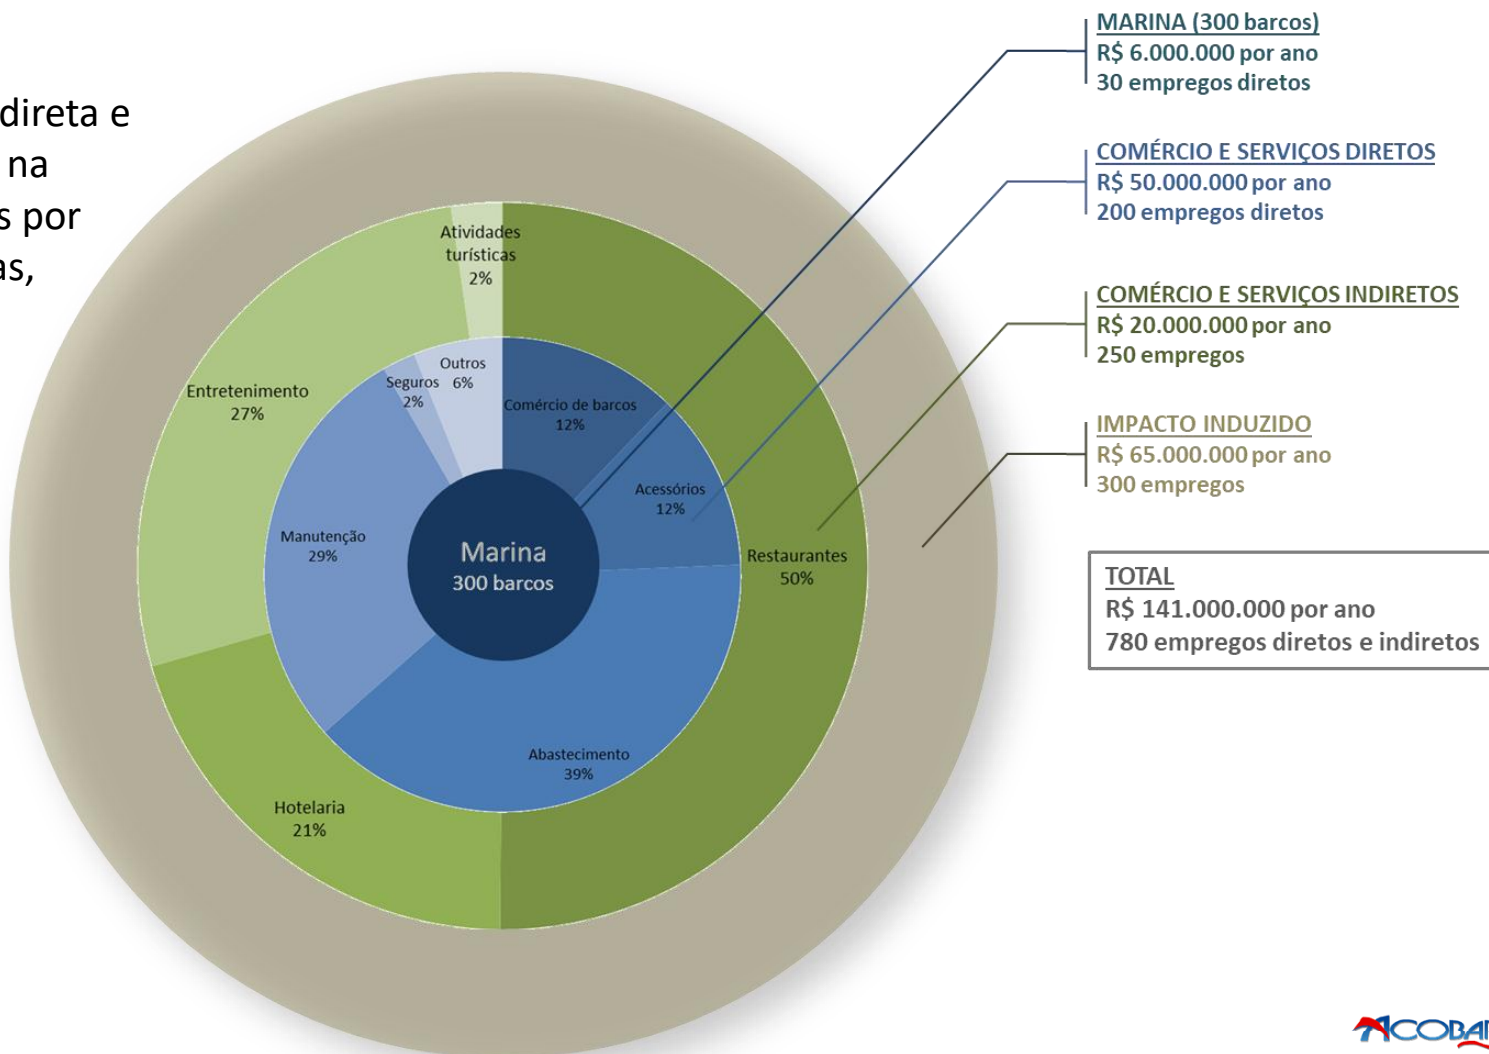 direta e
na
s por
as,
MARINA (300 barcos)
R$ 6.000.000 por ano
30 empregos diretos
COMÉRCIO E SERVIÇOS DIRETOS
R$ 50.000.000 por ano
200 empregos diretos
COMÉRCIO E SERVIÇOS INDIRETOS
R$ 20.000.000 por ano
250 empregos
IMPACTO INDUZIDO
R$ 65.000.000 por ano
300 empregos
TOTAL
R$ 141.000.000 por ano
780 empregos diretos e indiretos
Atividades
turísticas
2%
Entretenimento
27%
Seguros
2%
Outros
6%
Comércio de barcos
12%
Acessórios
12%
Manutenção
29%
Marina
300 barcos
Restaurantes
50%
Abastecimento
39%
Hotelaria
21%